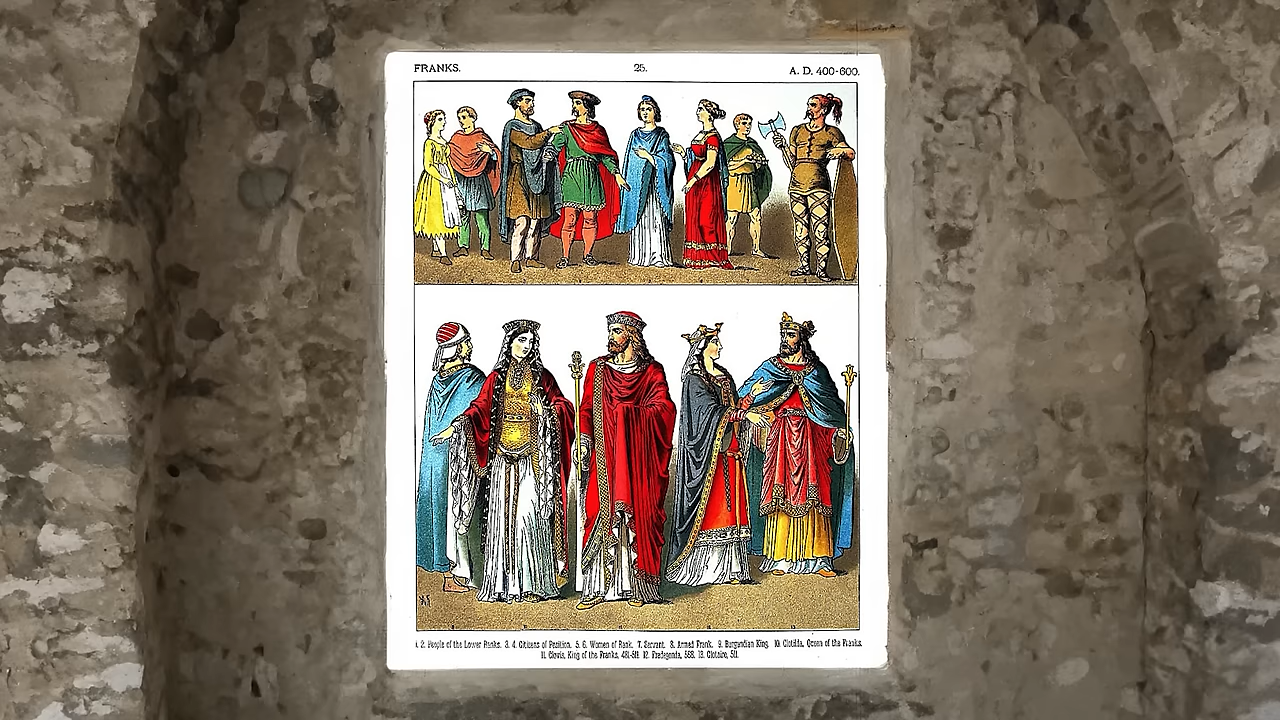 FRANKS. 25. A. D. 400-600.
1. 2. People of the Lower Ranks. 3. 4. Citizens of Position. 5. 6. Women of Rank. 7. Servant. 8. Armed Frank. 9. Burgundian King. 10. Clotilda, Queen of the Franks.
11. Clovis, King of the Franks, 481-511. 12. Fredegonda, 568. 13. Clotaire, 511.